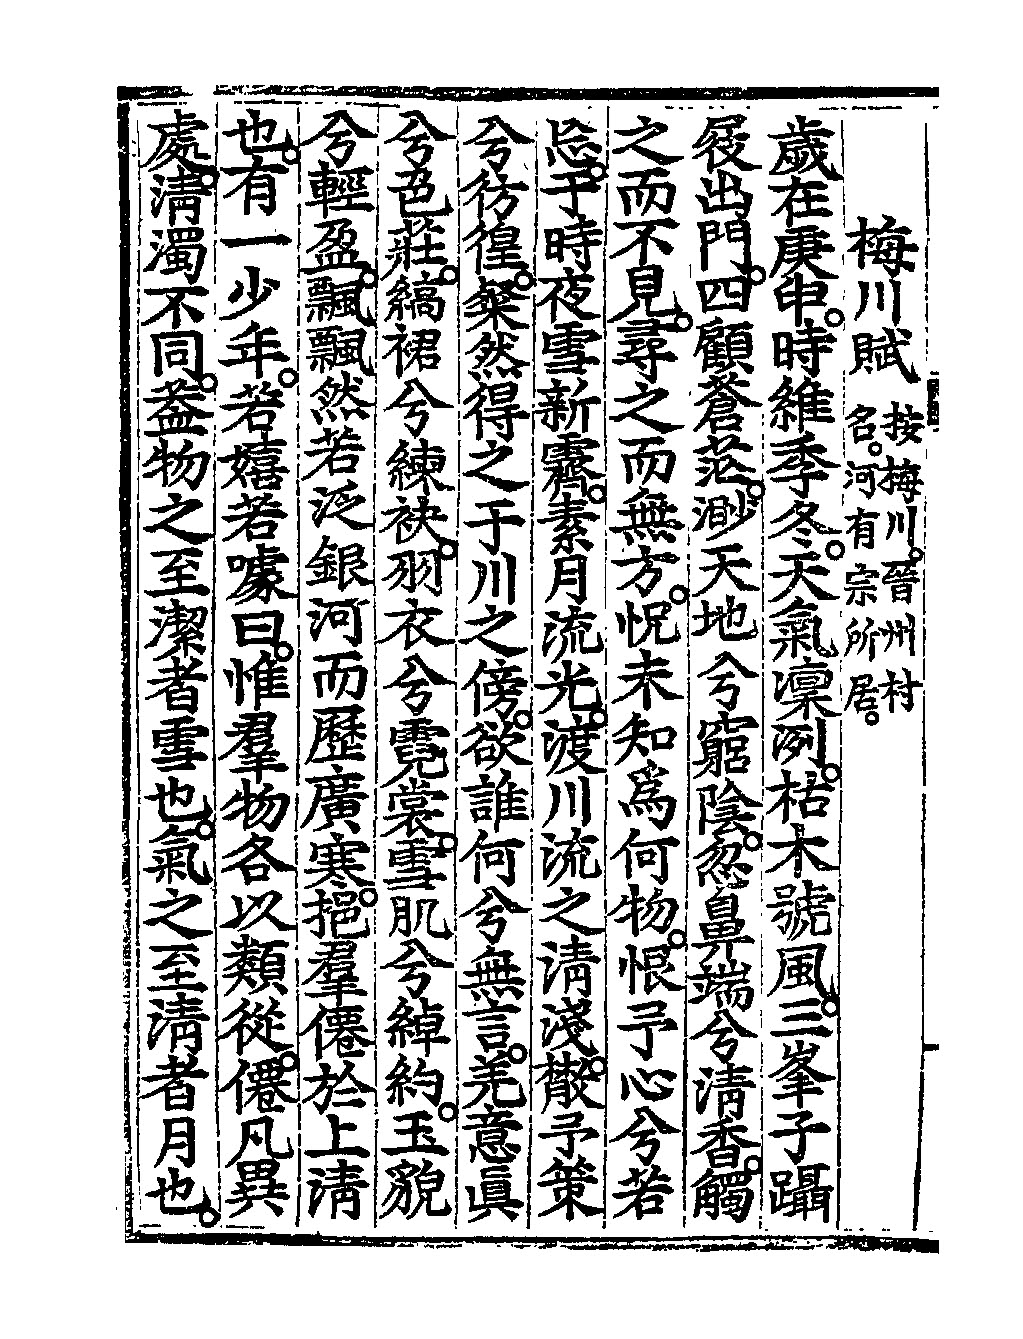 梅川賦 按梅川。晉州村
名。河有宗所居。
歲在庚申。時維季冬。天氣凜冽。枯木號風。三峯子躡
屐出門。四顧蒼茫。渺天地兮窮陰。忽鼻端兮淸香。觸
之而不見。尋之而無方。怳未知爲何物。恨予心兮若
忘。于時夜雪新霽。素月流光。渡川流之淸淺。散予策
兮彷徨。粲然得之于川之傍。欲誰何兮無言。羌意眞
兮色莊。縞裙兮練袂。羽衣兮霓裳。雪肌兮綽約。玉貌
兮輕盈。飄飄然若泛銀河而歷廣寒。挹羣僊於上淸
也。有一少年。若嬉若噱曰。惟羣物各以類從。僊凡異
處。淸濁不同。盖物之至潔者雪也。氣之至淸者月也。